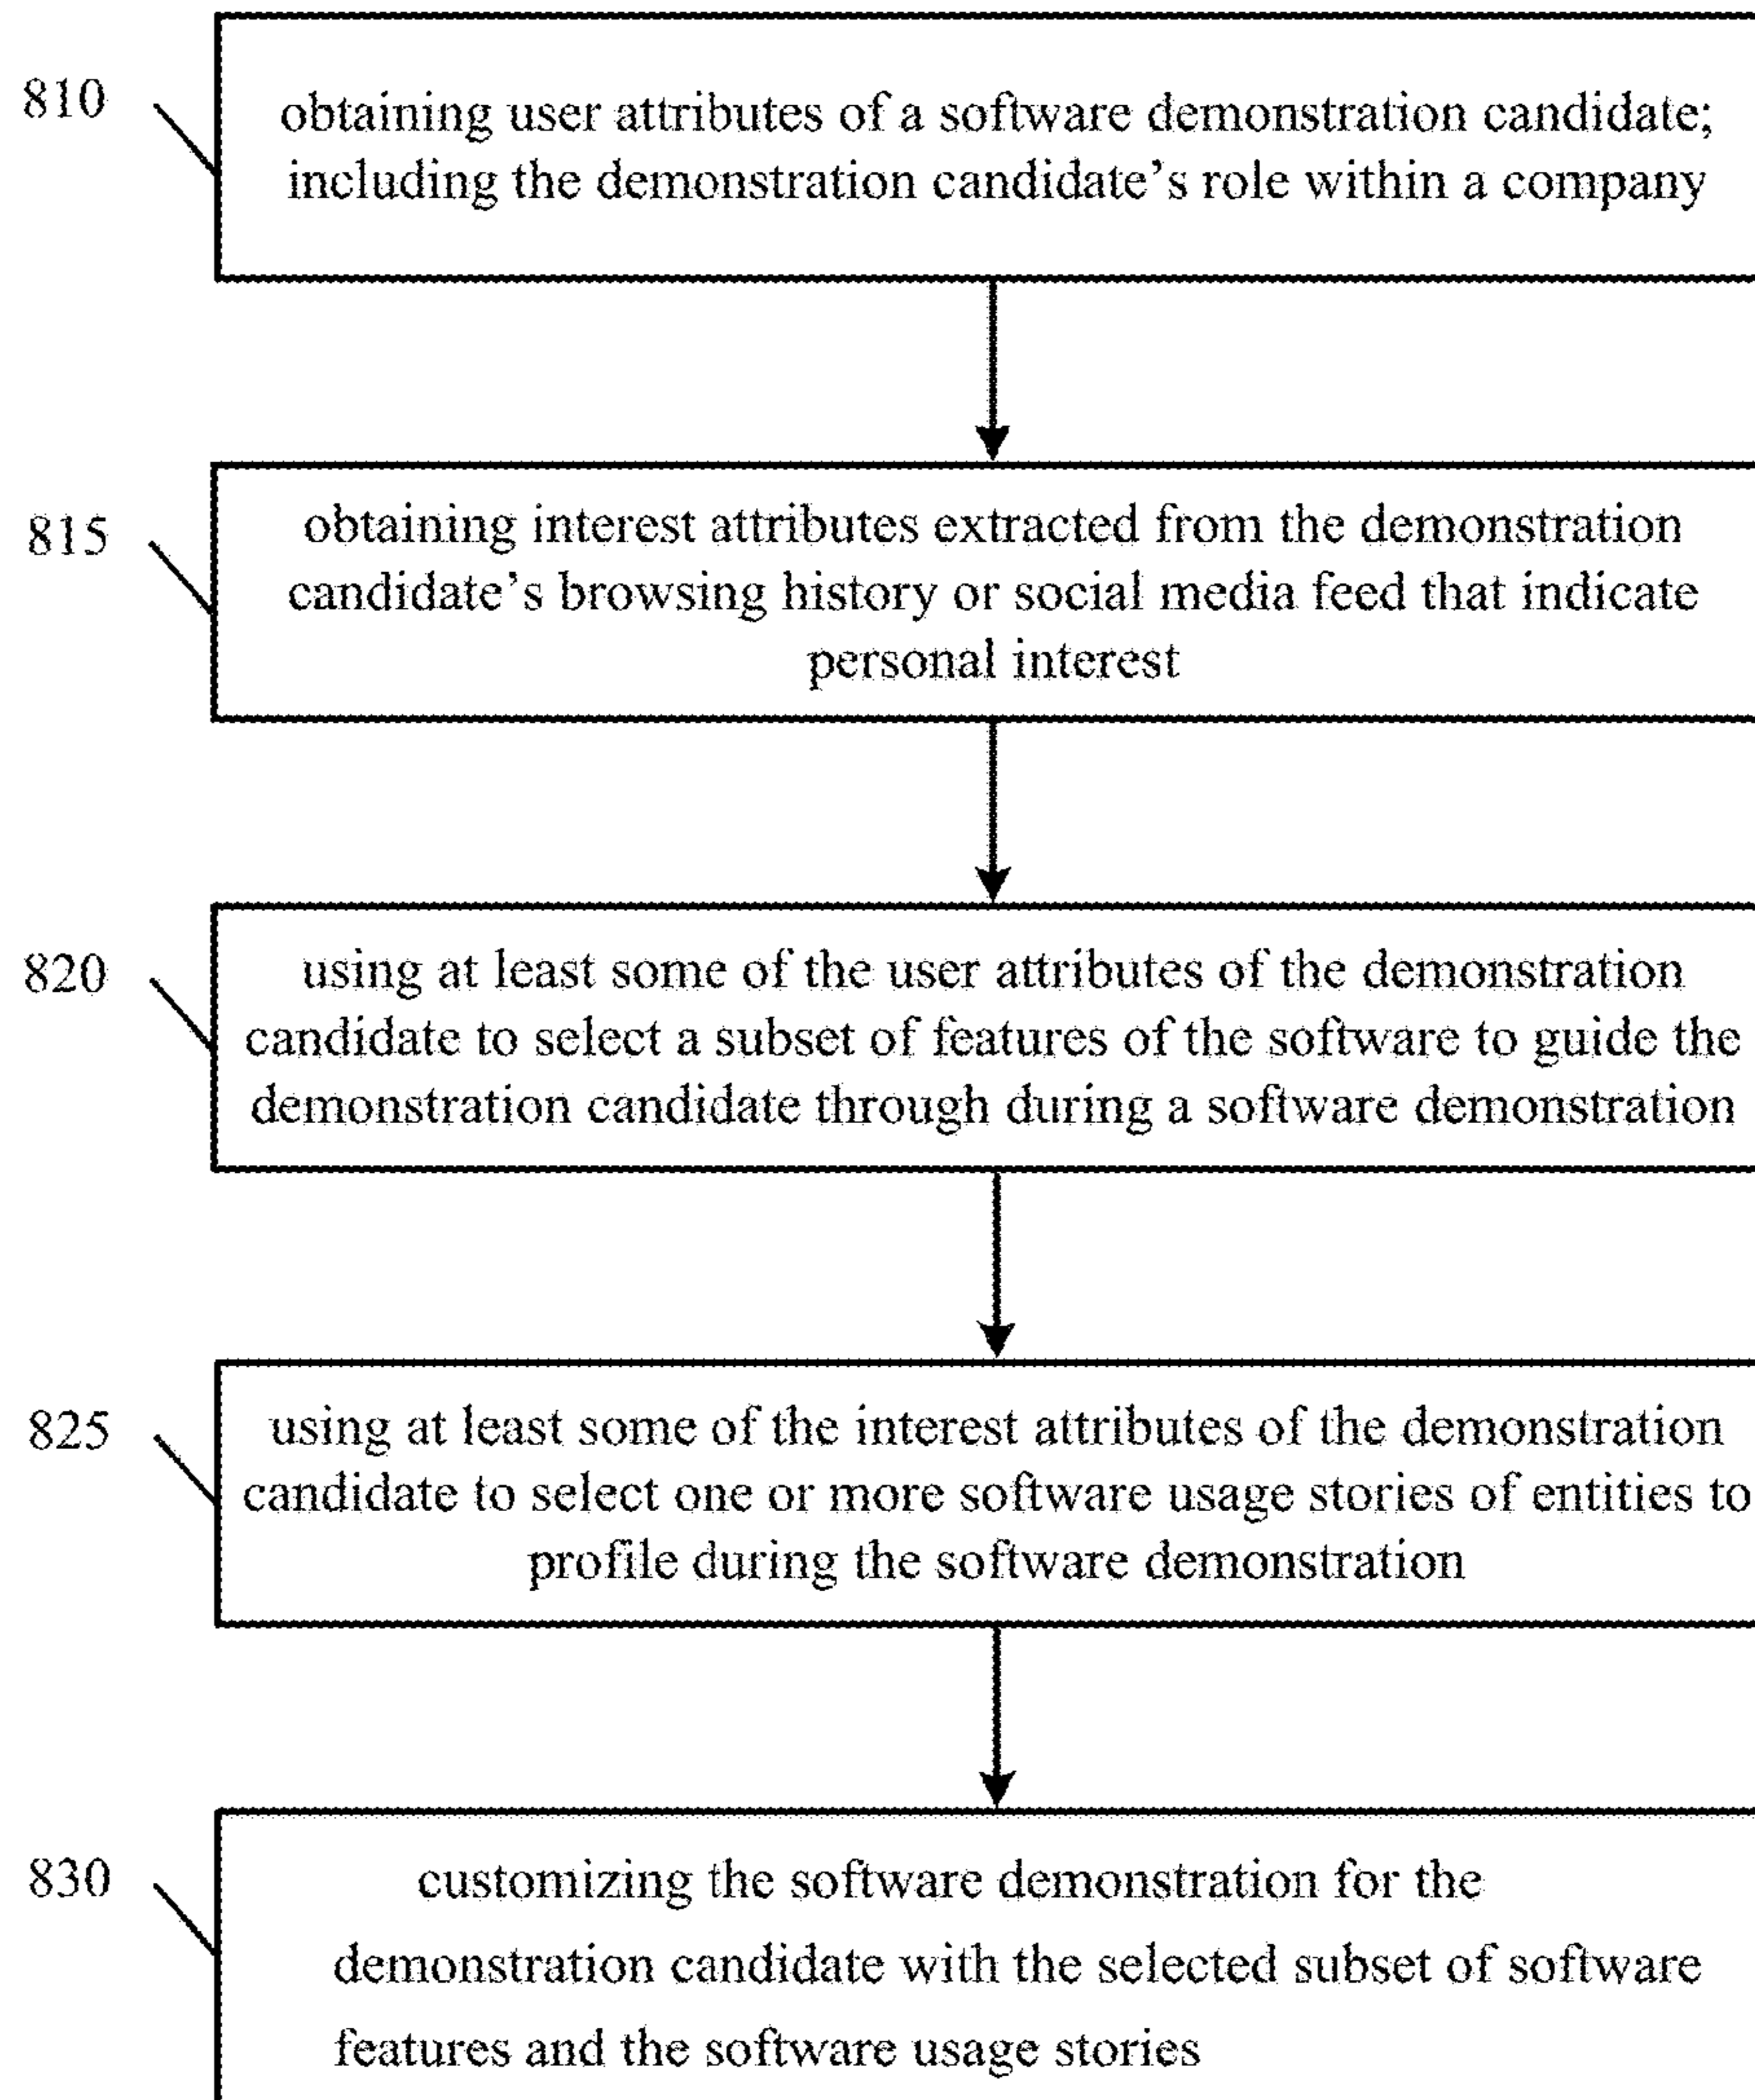 810
obtaining user attributes of a software demonstration candidate;
including the demonstration candidate's role within a company
815
obtaining interest attributes extracted from the demonstration
candidate's browsing history or social media feed that indicate
personal interest
820
using at least some of the user attributes of the demonstration
candidate to select a subset of features of the software to guide the
demonstration candidate through during a software demonstration
825
using at least some of the interest attributes of the demonstration
candidate to select one or more software usage stories of entities to
profile during the software demonstration
830
customizing the software demonstration for the
demonstration candidate with the selected subset of software
features and the software usage stories